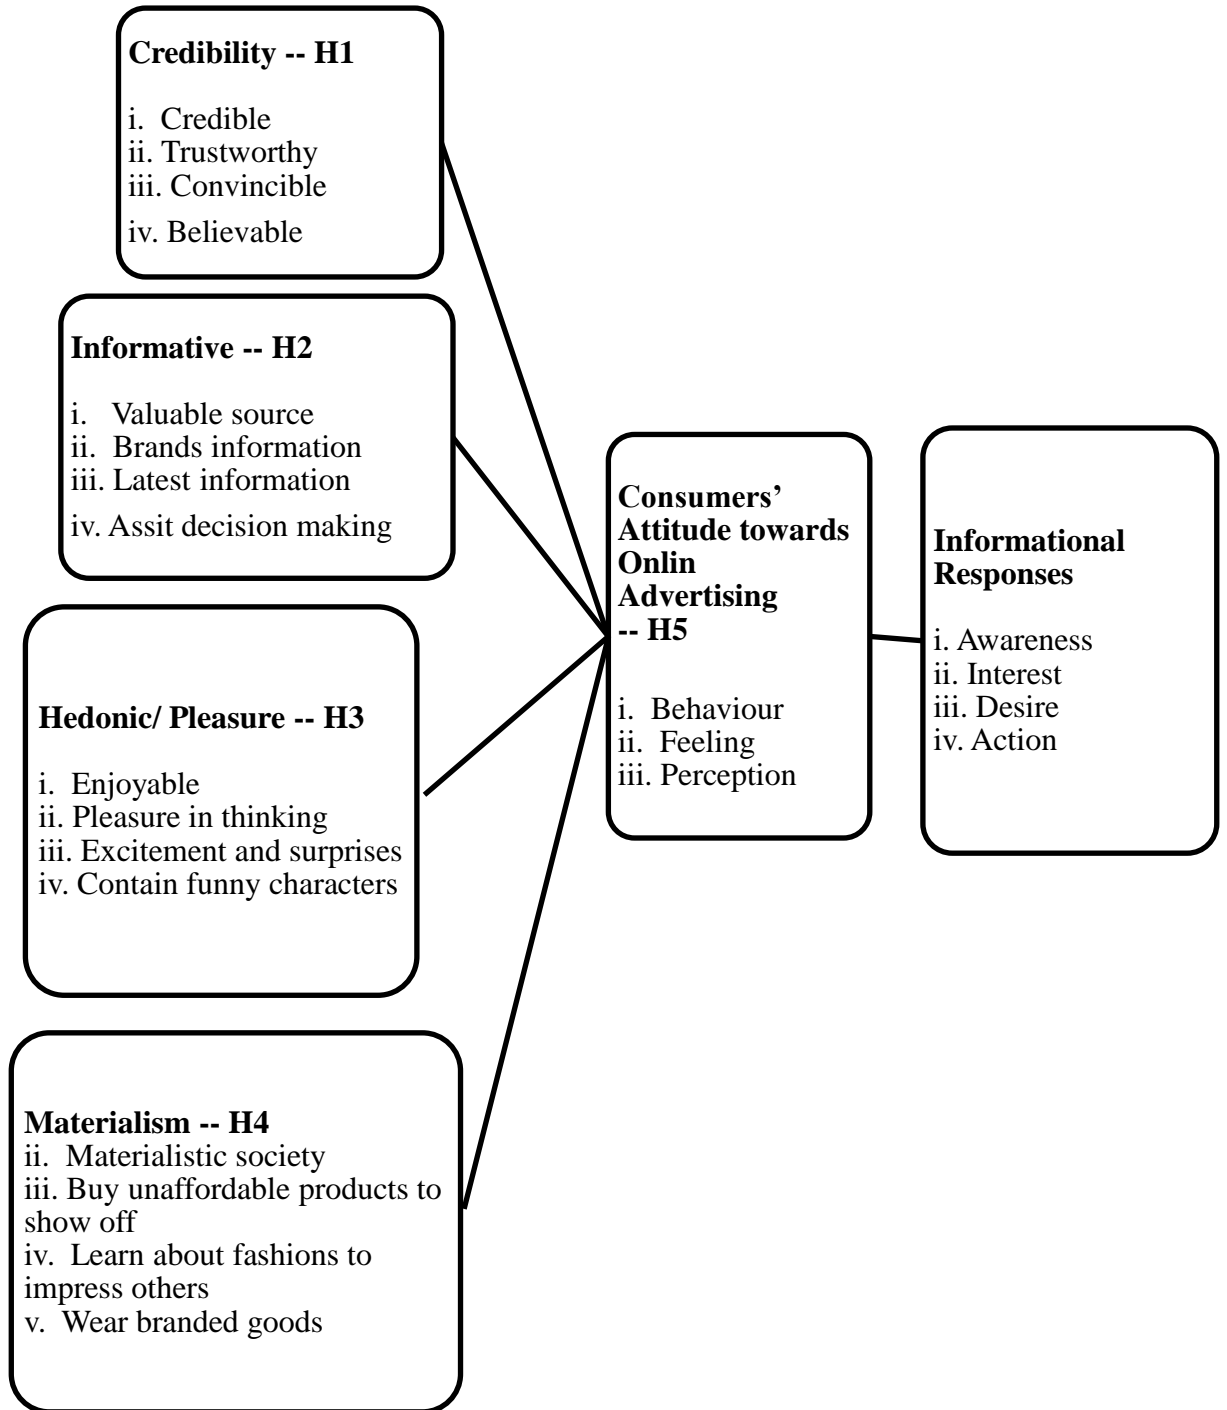 Credibility -- H1
i. Credible
ii. Trustworthy
iii. Convincible
iv. Believable
Informative -- H2
i. Valuable source
ii. Brands information
iii. Latest information
iv. Assit decision making
Hedonic/ Pleasure -- H3
i. Enjoyable
ii. Pleasure in thinking
iii. Excitement and surprises
iv. Contain funny characters
Materialism -- H4
ii. Materialistic society
iii. Buy unaffordable products to
show off
iv. Learn about fashions to
impress others
v. Wear branded goods
Consumers’
Attitude towards
Onlin
Advertising
-- H5
i. Behaviour
ii. Feeling
iii. Perception
Informational
Responses
i. Awareness
ii. Interest
iii. Desire
iv. Action